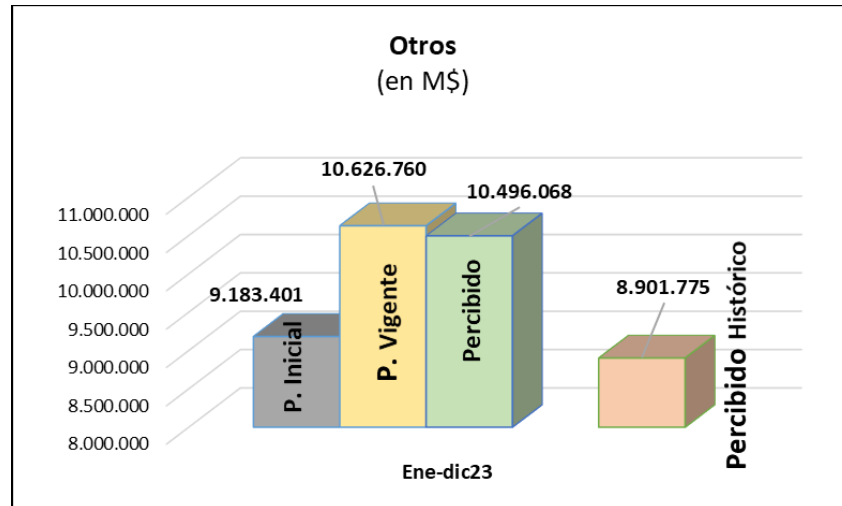 Otros
(en M$)
10.626.760
10.496.068
9.183.401
8.901.775
11.000.000
10.500.000
10.000.000
9.500.000
9.000.000
8.500.000
8.000.000
P. Inicial
P. Vigente
Percibido
Percibido Histórico
Ene-dic23